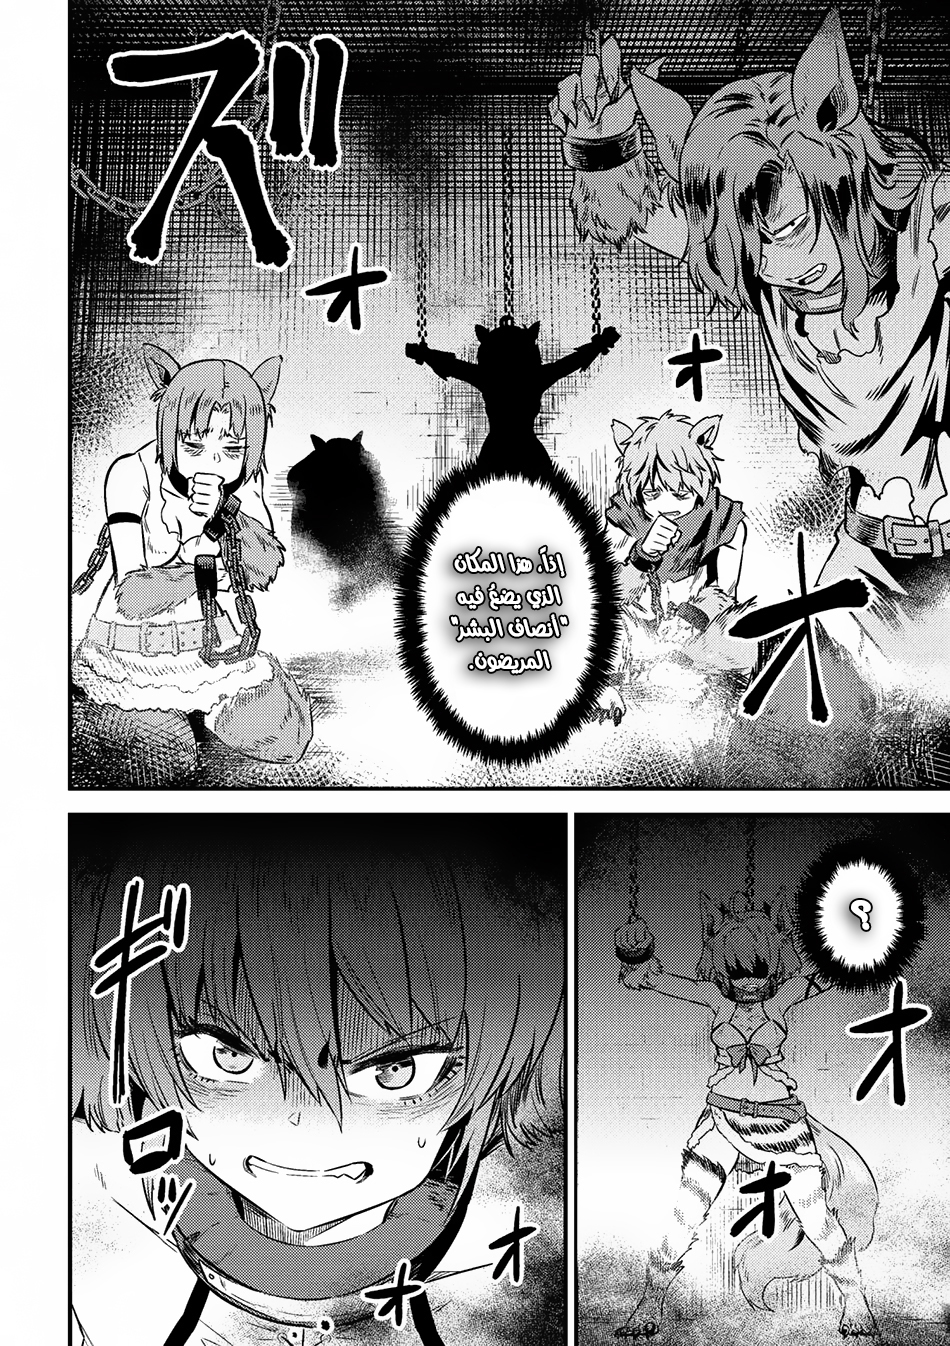 ズ
オ
オ
オ
إذاً، هذا المكان
الذي يضعُ فيه
"أنصاف البشر"
المريضون.
؟
オ
オ
ギロッ
オ
オ